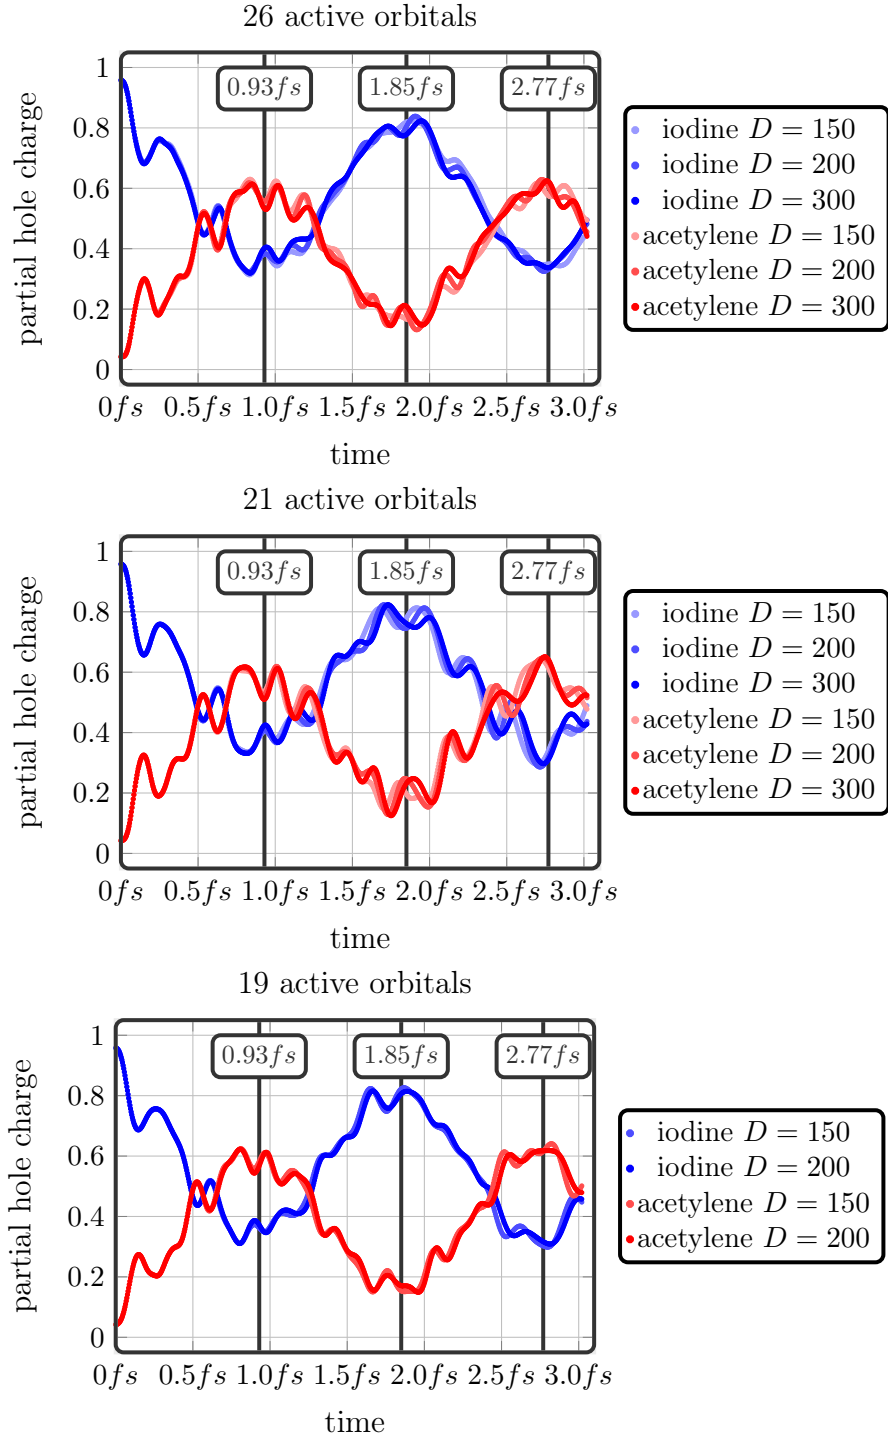 26 active orbitals
partial hole charge
1
0.8
0.6
0.4
0.2
0
0.93fs
1.85fs
2.77fs
0fs 0.5fs 1.0fs 1.5fs 2.0fs 2.5fs 3.0fs
time
iodine D = 150
iodine D = 200
iodine D = 300
acetylene D = 150
acetylene D = 200
acetylene D = 300
21 active orbitals
partial hole charge
1
0.8
0.6
0.4
0.2
0
0.93fs
1.85fs
2.77fs
0fs 0.5fs 1.0fs 1.5fs 2.0fs 2.5fs 3.0fs
time
iodine D = 150
iodine D = 200
iodine D = 300
acetylene D = 150
acetylene D = 200
acetylene D = 300
19 active orbitals
partial hole charge
1
0.8
0.6
0.4
0.2
0
0.93fs
1.85fs
2.77fs
0fs 0.5fs 1.0fs 1.5fs 2.0fs 2.5fs 3.0fs
time
iodine D = 150
iodine D = 200
acetylene D = 150
acetylene D = 200